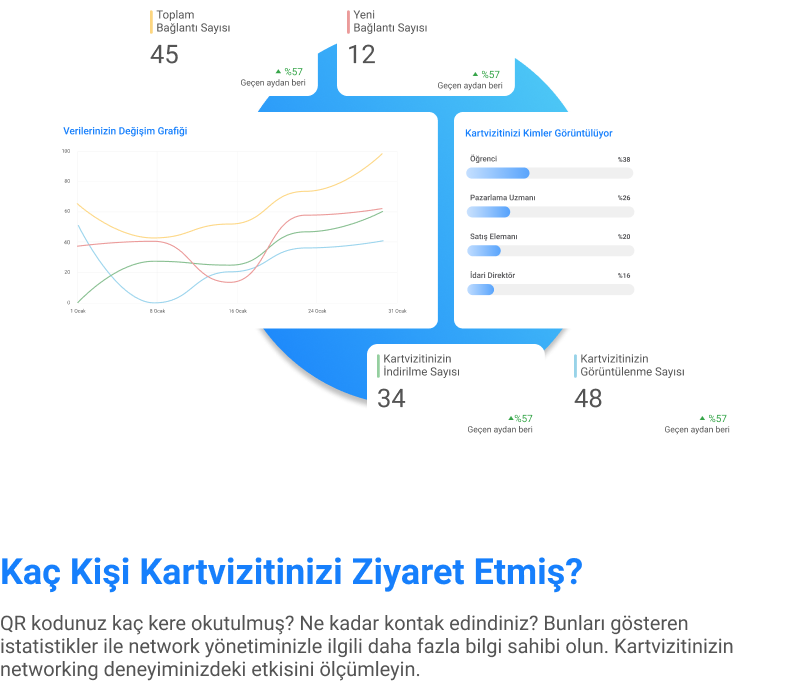 Toplam
Bağlantı Sayısı
45
%57
Geçen aydan beri
Yeni
Bağlantı Sayısı
12
%57
Geçen aydan beri
Verilerinizin Değişim Grafiği
100
80
60
40
20
0
1 Ocak
8 Ocak
16 Ocak
24 Ocak
31 Ocak
Kartvizitinizi Kimler Görüntülüyor
Öğrenci %38
Pazarlama Uzmanı %26
Satış Elemanı %20
İdari Direktör %16
Kartvizitinizin
İndirilme Sayısı
34
%57
Geçen aydan beri
Kartvizitinizin
Görüntülenme Sayısı
48
%57
Geçen aydan beri
Kaç Kişi Kartvizitinizi Ziyaret Etmiş?
QR kodunuz kaç kere okutulmuş? Ne kadar kontak edindiniz? Bunları gösteren
istatistikler ile network yönetiminizle ilgili daha fazla bilgi sahibi olun. Kartvizitinizin
networking deneyiminizdeki etkisini ölçümleyin.